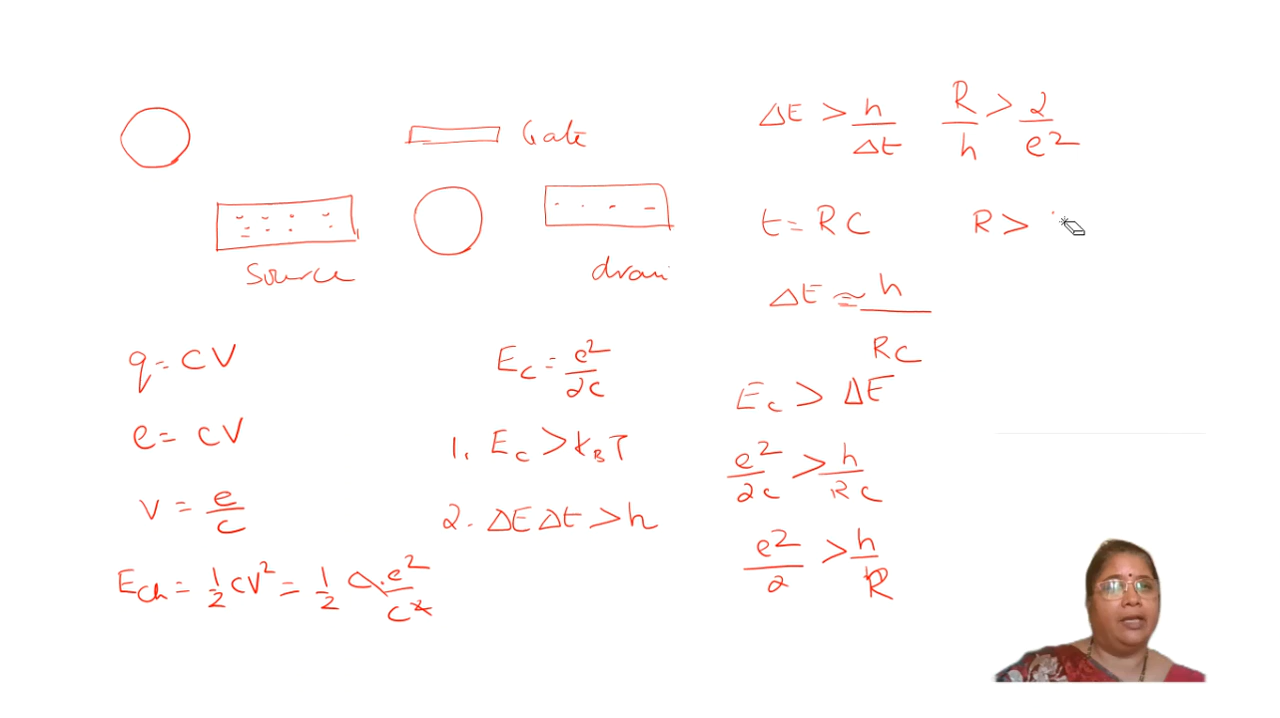 Gate
Source
drain
q = CV
e = CV
V = e/c
E_Ch = 1/2 CV² = 1/2 C · e²/C²
E_C = e²/2C
1. E_C > k_B T
2. ΔE Δt > h
ΔE > h/Δt
t = RC
ΔE ≈ h/RC
E_C > ΔE
e²/2C > h/RC
e²/2 > h/R
R/h > 2/e²
R >